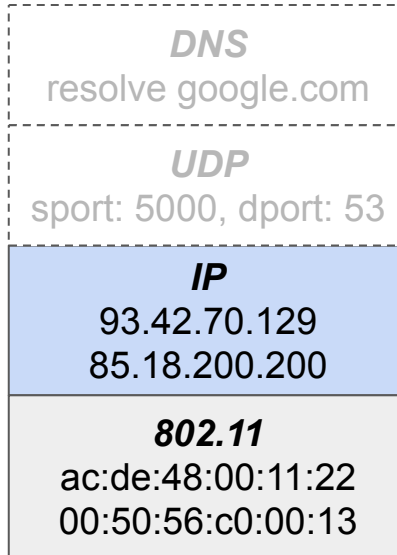 DNS
resolve google.com
UDP
sport: 5000, dport: 53
IP
93.42.70.129
85.18.200.200
802.11
ac:de:48:00:11:22
00:50:56:c0:00:13